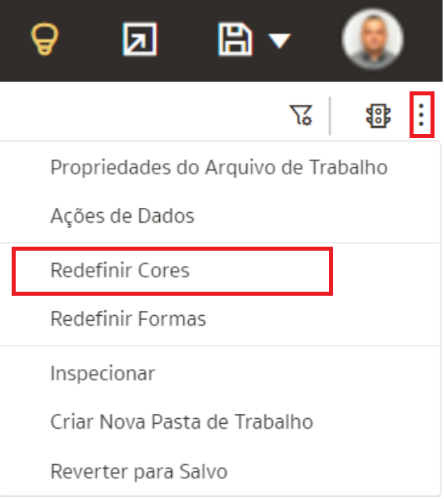 Propriedades do Arquivo de Trabalho
Ações de Dados
Redefinir Cores
Redefinir Formas
Inspecionar
Criar Nova Pasta de Trabalho
Reverter para Salvo